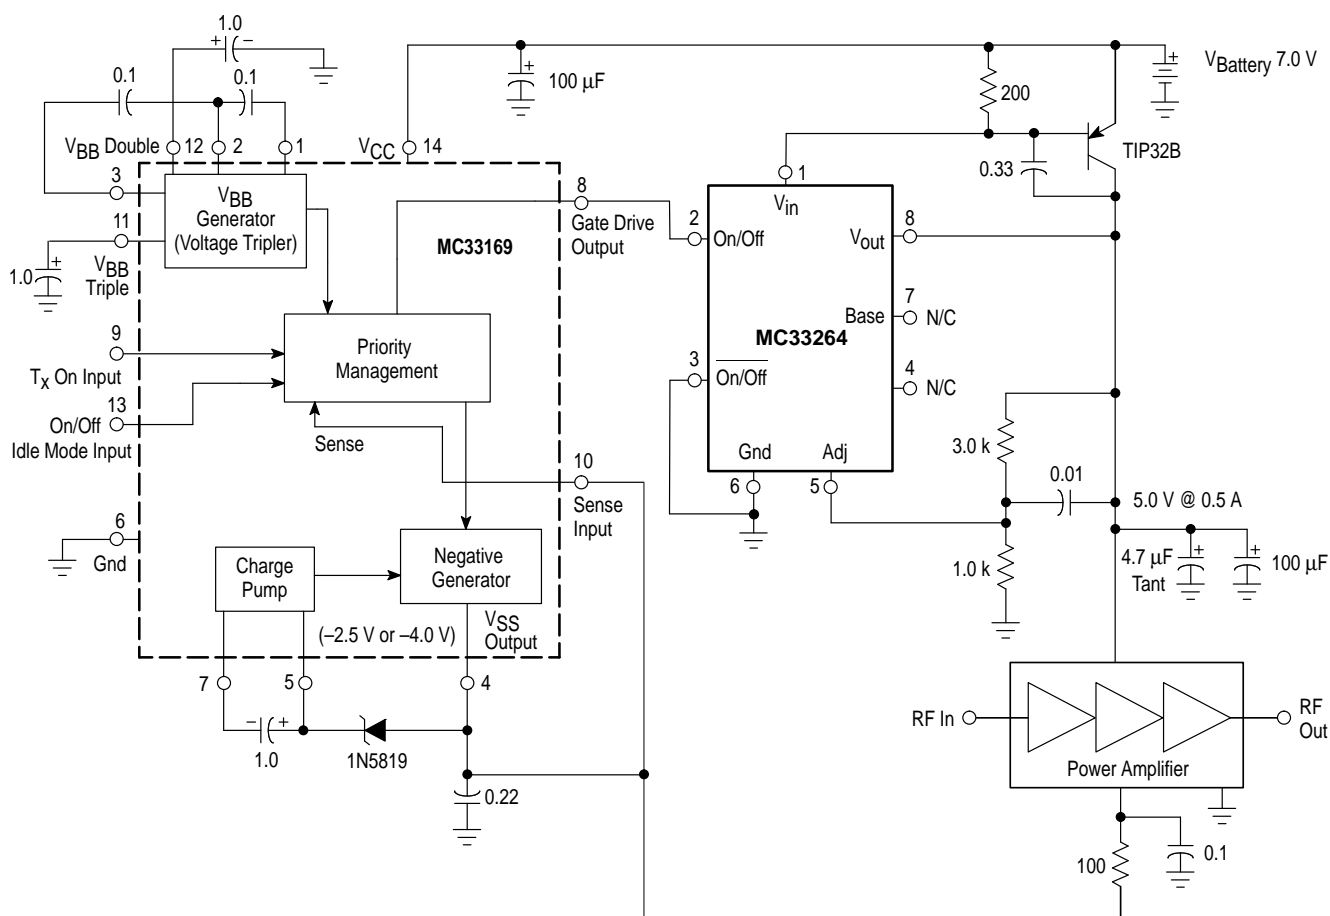 1.0
+ –
0.1
0.1
100 µF
+
+
VBattery 7.0 V
200
VBB Double
12
2
1
VCC
14
TIP32B
0.33
3
VBB
Generator
(Voltage Tripler)
8
Gate Drive
Output
1
Vin
2
On/Off
Vout
8
11
VBB
Triple
1.0
+
MC33169
7
Base
N/C
MC33264
9
TX On Input
Priority
Management
3
On/Off
4
N/C
13
On/Off
Idle Mode Input
Sense
10
Sense
Input
Gnd
Adj
6
5
3.0 k
0.01
5.0 V @ 0.5 A
6
Gnd
Charge
Pump
Negative
Generator
1.0 k
4.7 µF
Tant
+
+
100 µF
(–2.5 V or –4.0 V)
VSS
Output
7
5
4
– +
1.0
1N5819
0.22
RF In
RF
Out
Power Amplifier
100
0.1